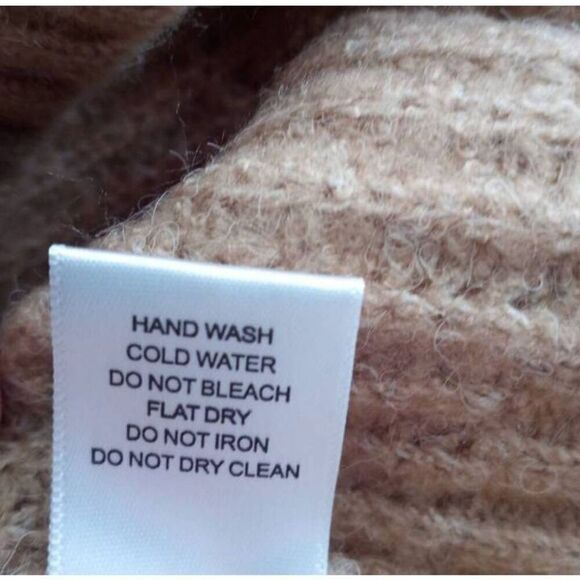 HAND WASH
COLD WATER
DO NOT BLEACH
FLAT DRY
DO NOT IRON
DO NOT DRY CLEAN